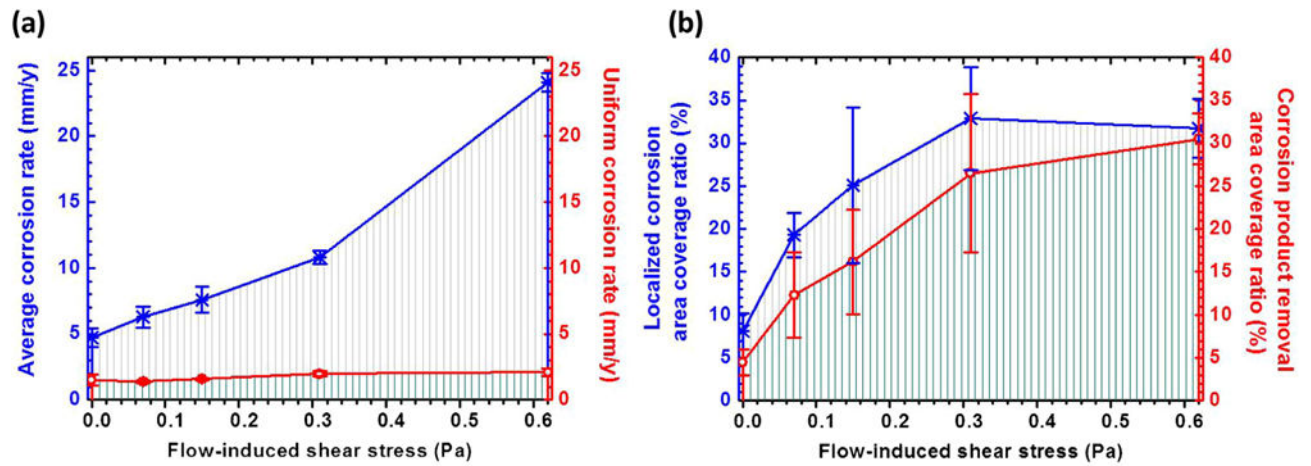 (a)
Average corrosion rate (mm/y)
25
20
15
10
5
0
0.0 0.1 0.2 0.3 0.4 0.5 0.6
Flow-induced shear stress (Pa)
25
20
15
10
5
0
Uniform corrosion rate (mm/y)
(b)
Localized corrosion
area coverage ratio (%)
40
35
30
25
20
15
10
5
0
0.0 0.1 0.2 0.3 0.4 0.5 0.6
Flow-induced shear stress (Pa)
40
35
30
25
20
15
10
5
0
Corrosion product removal
area coverage ratio (%)